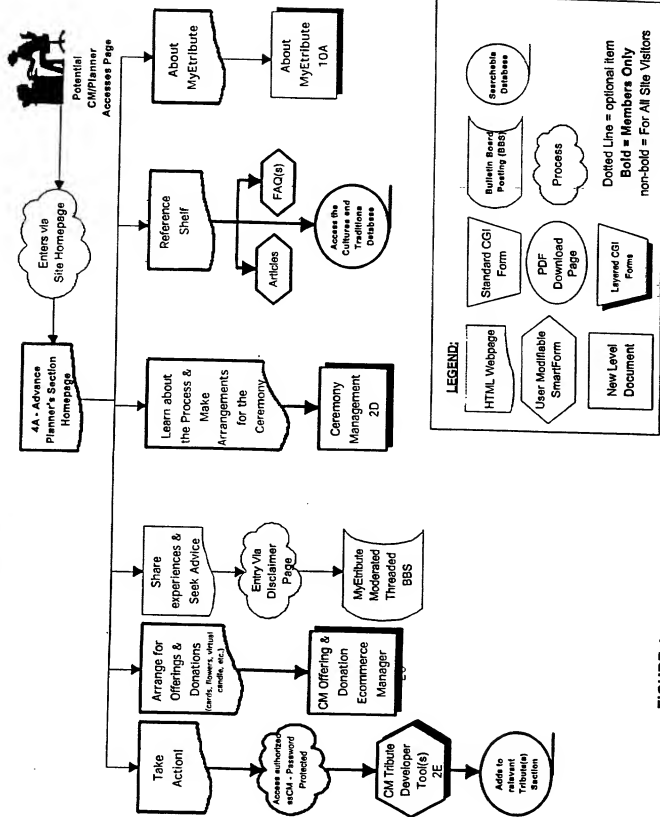 Potential
CM/Planner
Accesses Page
Enters via
Site Homepage
4A - Advance
Planner's Section
Homepage
Take
Action!
Arrange for
Offerings &
Donations
(cards, flowers, virtual
candle, etc.)
Share
experiences &
Seek Advice
Learn about
the Process &
Make
Arrangements
for the
Ceremony
Reference
Shelf
About
MyEtribute
Access authorized
asCM - Password
Protected
CM Offering &
Donation
Ecommerce
Manager
Entry Via
Disclaimer
Page
Ceremony
Management
2D
Articles
FAQ(s)
About
MyEtribute
10A
CM Tribute
Developer
Tool(s)
2E
MyEtribute
Moderated
Threaded
BBS
Access the
Cultures and
Traditions
Database
Adds to
relevant
Tribute(s)
Section
LEGEND:
HTML Webpage
Standard CGI
Form
Bulletin Board
Posting (BBS)
Searchable
Database
User Modifiable
SmartForm
PDF
Download
Page
Process
New Level
Document
Layered CGI
Forms
Dotted Line = optional item
Bold = Members Only
non-bold = For All Site Visitors